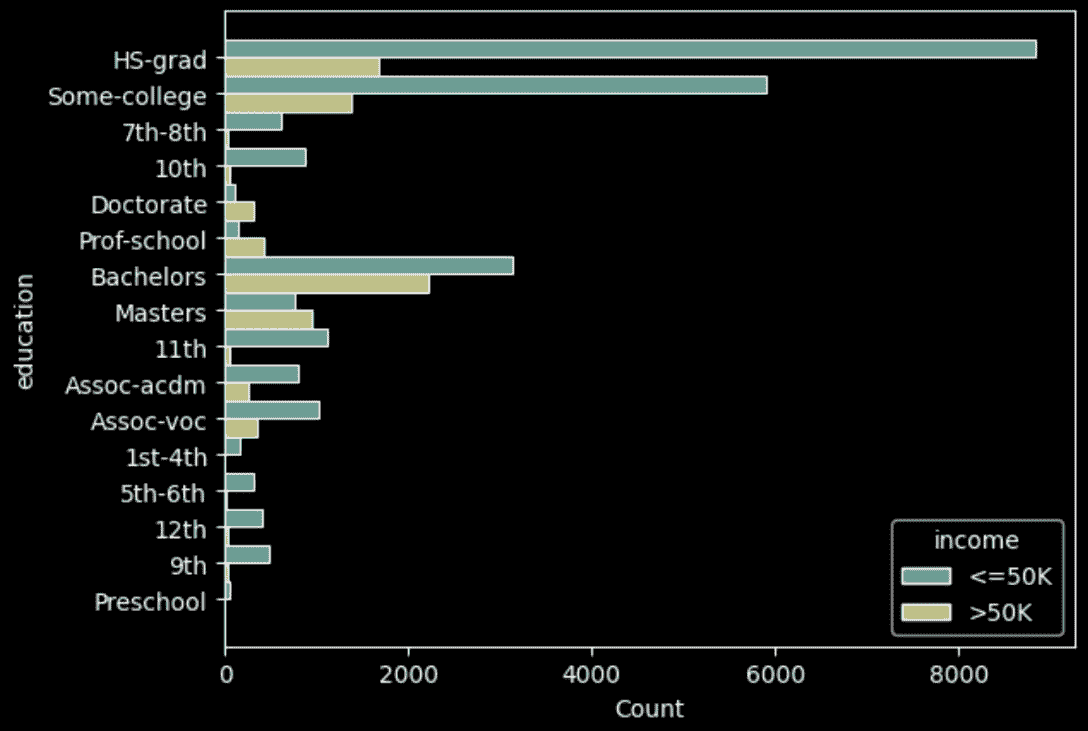 HS-grad
Some-college
7th-8th
10th
Doctorate
Prof-school
Bachelors
Masters
11th
Assoc-acdm
Assoc-voc
1st-4th
5th-6th
12th
9th
Preschool
education
income
<=50K
>50K
0 2000 4000 6000 8000
Count